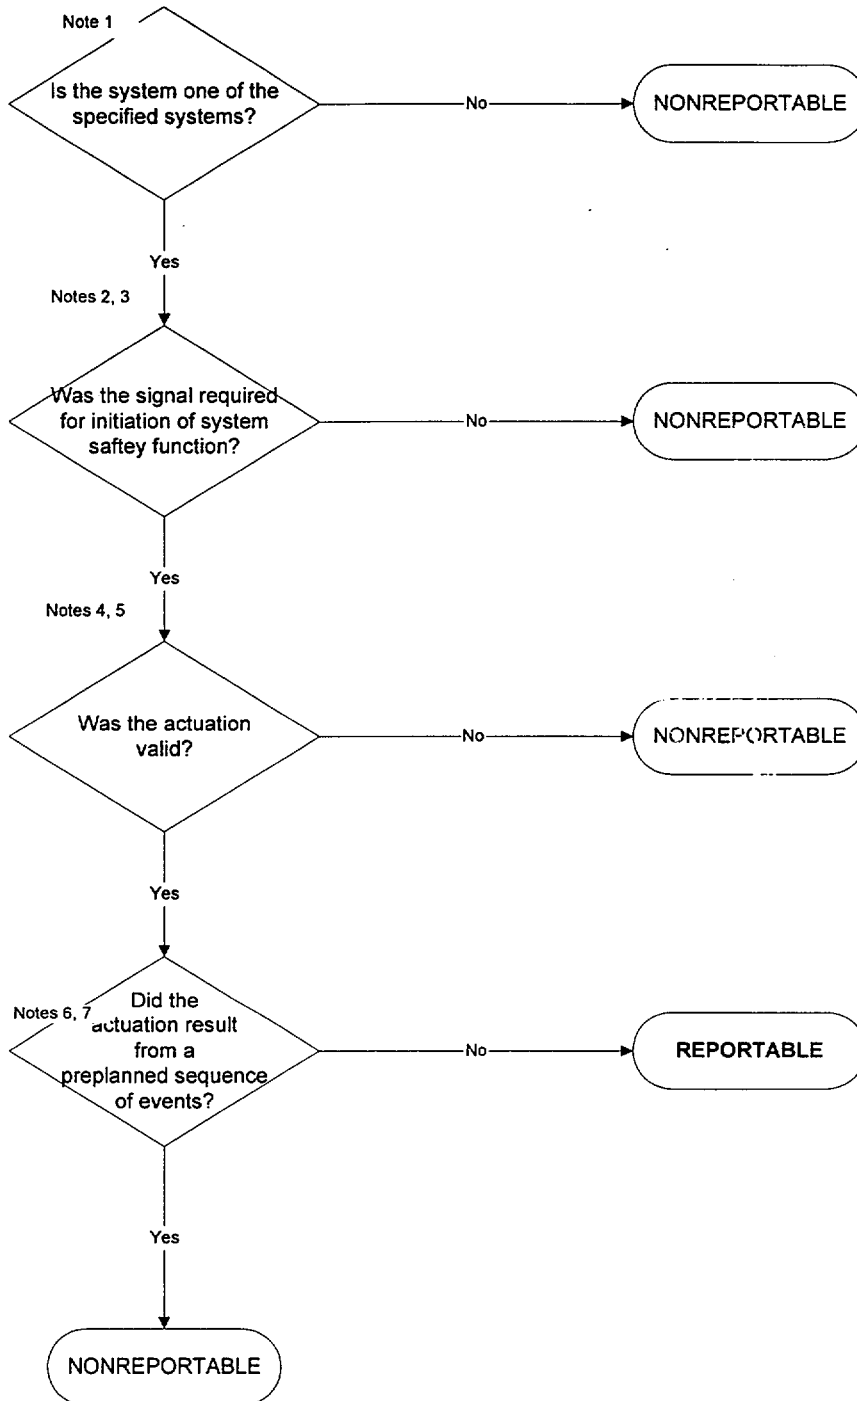 Note 1
Is the system one of the
specified systems?
No
NONREPORTABLE
Yes
Notes 2, 3
Was the signal required
for initiation of system
saftey function?
No
NONREPORTABLE
Yes
Notes 4, 5
Was the actuation
valid?
No
NONREPORTABLE
Yes
Notes 6, 7
Did the
actuation result
from a
preplanned sequence
of events?
No
REPORTABLE
Yes
NONREPORTABLE